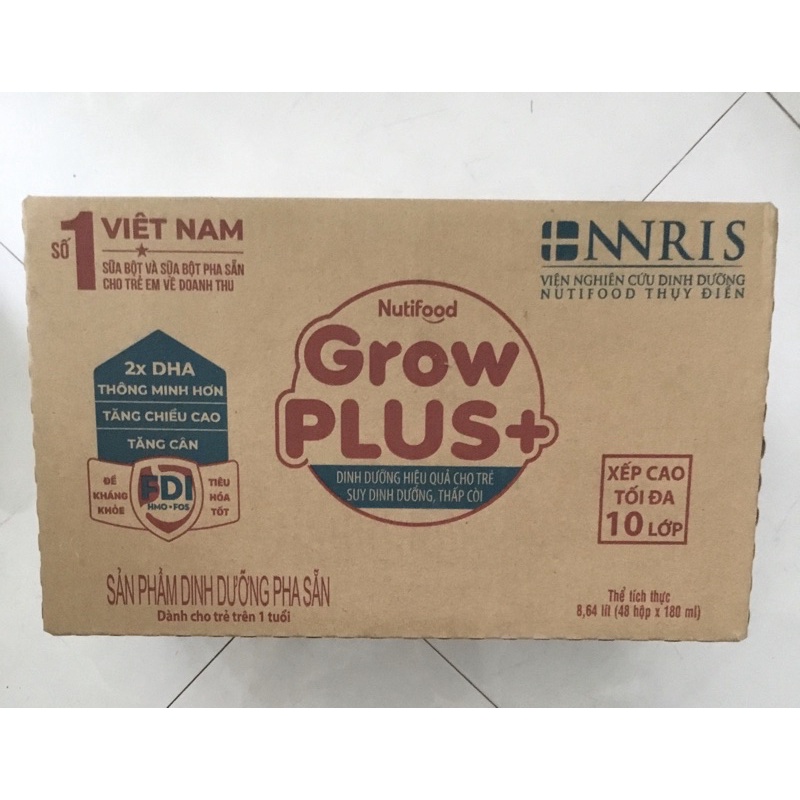 SỐ 1 VIỆT NAM
SỮA BỘT VÀ SỮA BỘT PHA SẴN
CHO TRẺ EM VỀ DOANH THU
NNRIS
VIỆN NGHIÊN CỨU DINH DƯỠNG
NUTIFOOD THỤY ĐIỂN
Nutifood
Grow
PLUS+
DINH DƯỠNG HIỆU QUẢ CHO TRẺ
SUY DINH DƯỠNG, THẤP CÒI
2x DHA
THÔNG MINH HƠN
TĂNG CHIỀU CAO
TĂNG CÂN
ĐỀ
KHÁNG
KHỎE
FDI
HMO • FOS
TIÊU
HÓA
TỐT
XẾP CAO
TỐI ĐA
10 LỚP
SẢN PHẨM DINH DƯỠNG PHA SẴN
Dành cho trẻ trên 1 tuổi
Thể tích thực
8,64 lít (48 hộp x 180 ml)